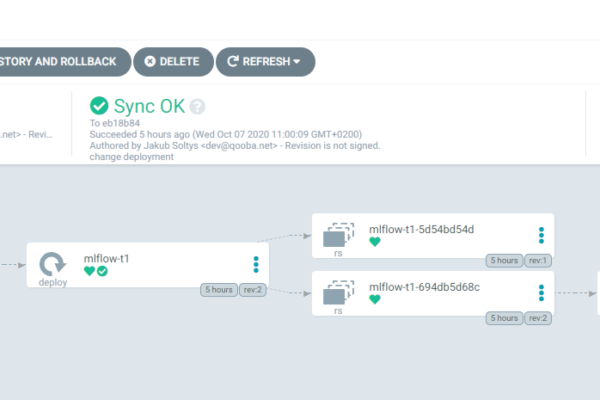 STORY AND ROLLBACK
DELETE
REFRESH
Sync OK
.net> - Revi...
To eb18b84
Succeeded 5 hours ago (Wed Oct 07 2020 11:00:09 GMT+0200)
Authored by Jakub Soltys <dev@qooba.net> - Revision is not signed.
change deployment
mlflow-t1
deploy
5 hours
rev:2
mlflow-t1-5d54bd54d
rs
5 hours
rev:1
mlflow-t1-694db5d68c
rs
5 hours
rev:2